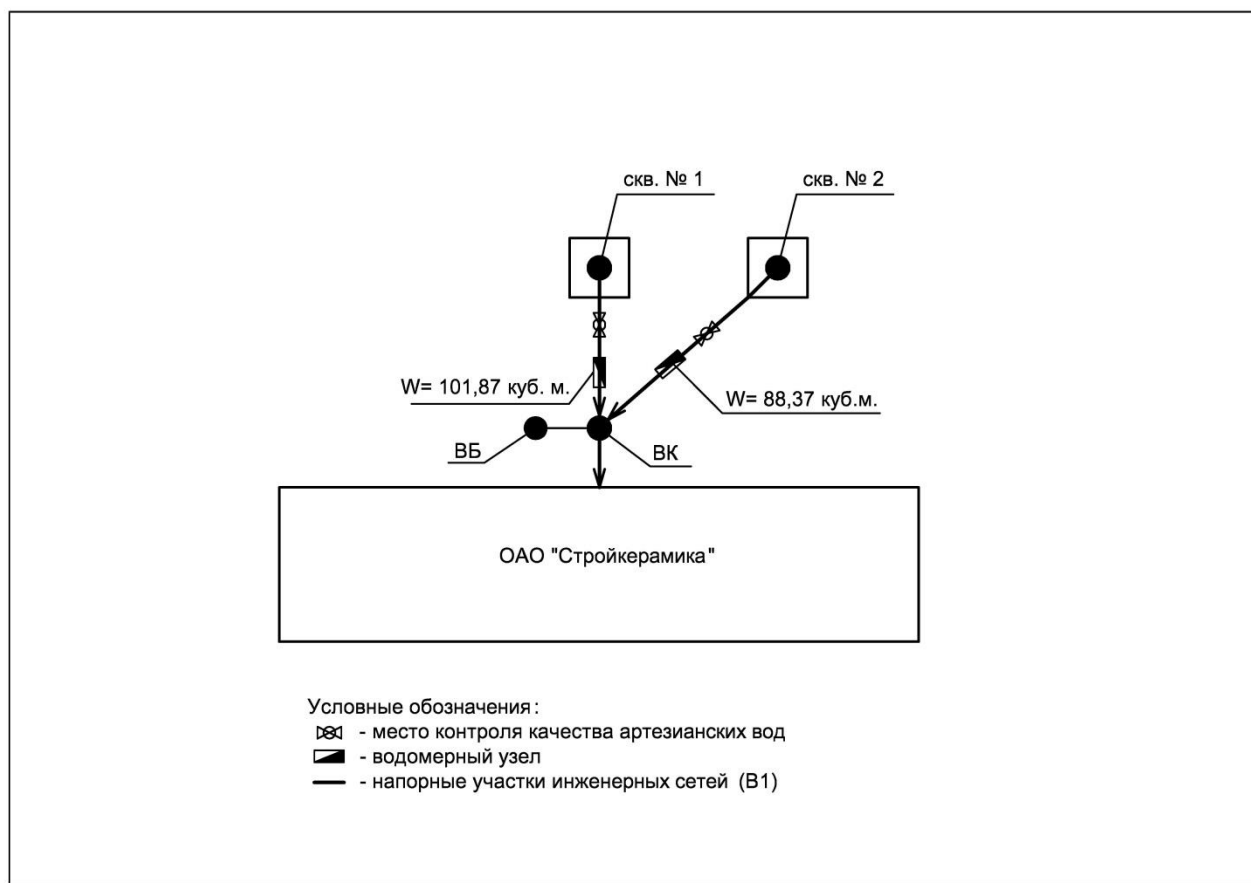 скв. № 1
скв. № 2
W= 101,87 куб. м.
W= 88,37 куб.м.
ВБ
ВК
ОАО "Стройкерамика"
Условные обозначения:
- место контроля качества артезианских вод
- водомерный узел
- напорные участки инженерных сетей (В1)